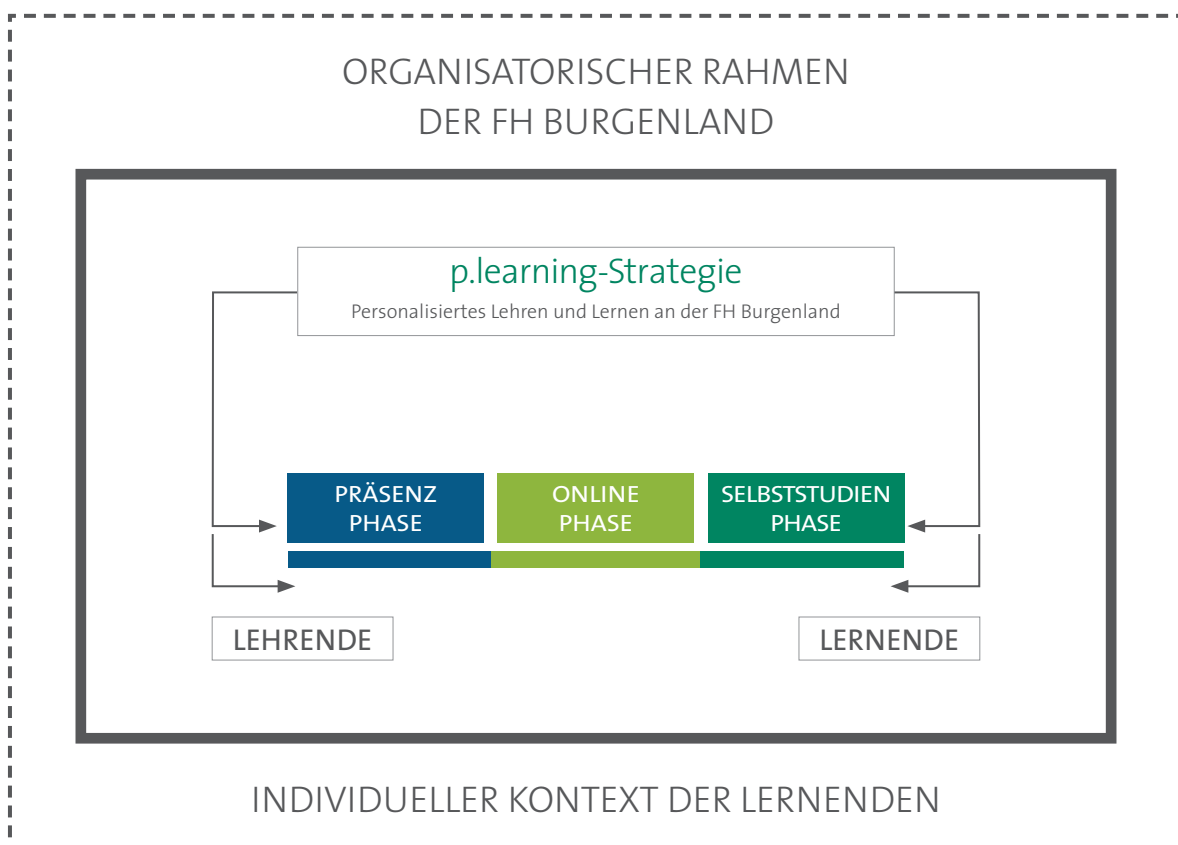 ORGANISATORISCHER RAHMEN
DER FH BURGENLAND
p.learning-Strategie
Personalisiertes Lehren und Lernen an der FH Burgenland
PRÄSENZ
PHASE
ONLINE
PHASE
SELBSTSTUDIEN
PHASE
LEHRENDE
LERNENDE
INDIVIDUELLER KONTEXT DER LERNENDEN